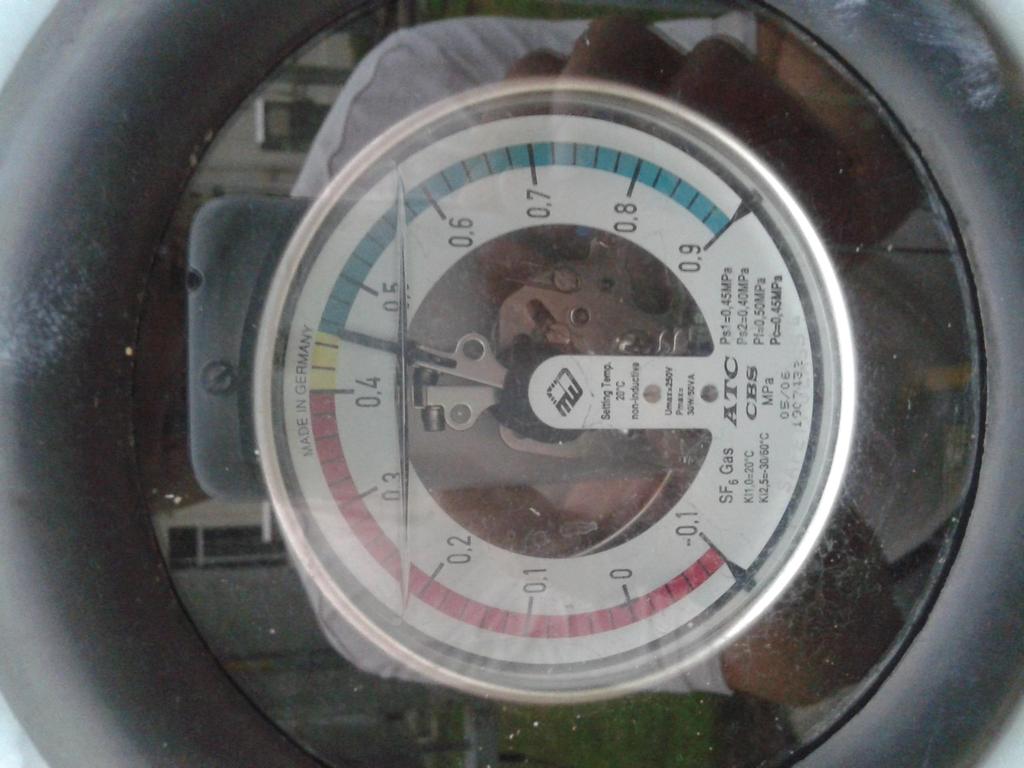 MADE IN GERMANY
-0,1
0
0,1
0,2
0,3
0,4
0,5
0,6
0,7
0,8
0,9
Setting Temp.
20°C
non-inductive
Umax=250V
Pmax=
30W/50VA
ATC
CBS
MPa
05/06
SF6 Gas
Kl1,0=20°C
Kl2,5=-30/60°C
Ps1=0,45MPa
Ps2=0,40MPa
Pf=0,50MPa
Pc=0,45MPa